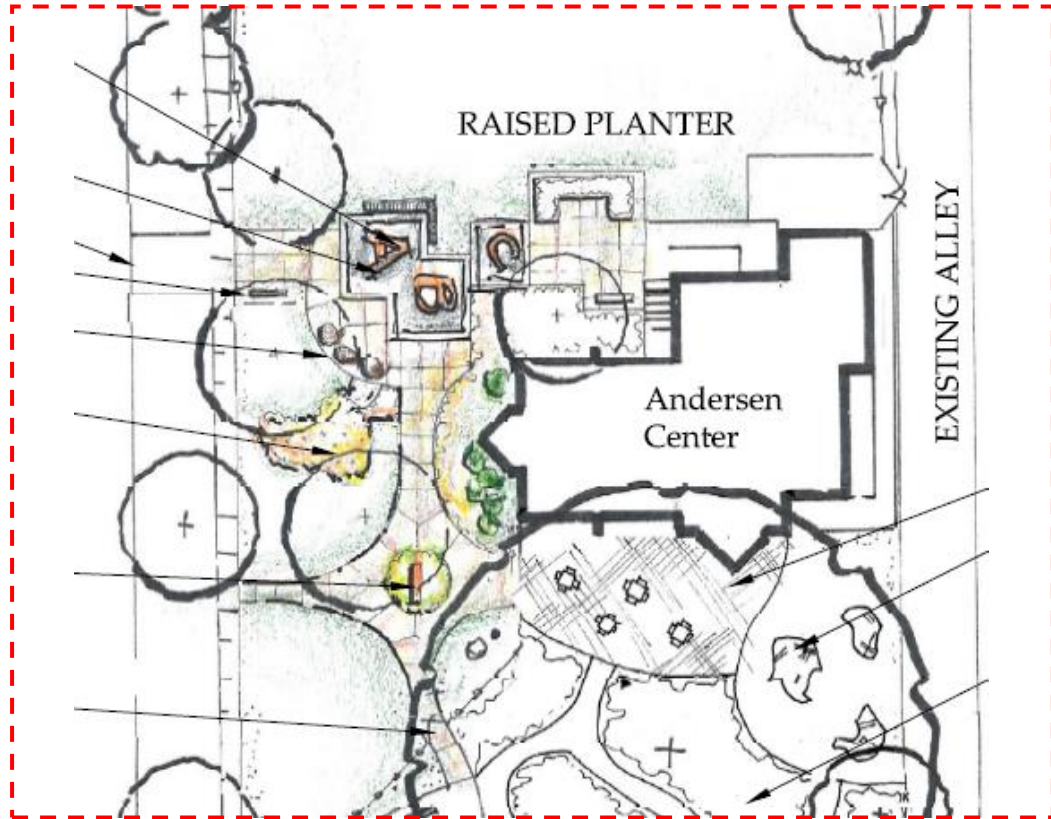 RAISED PLANTER
A
C
B
EXISTING ALLEY
Andersen
Center